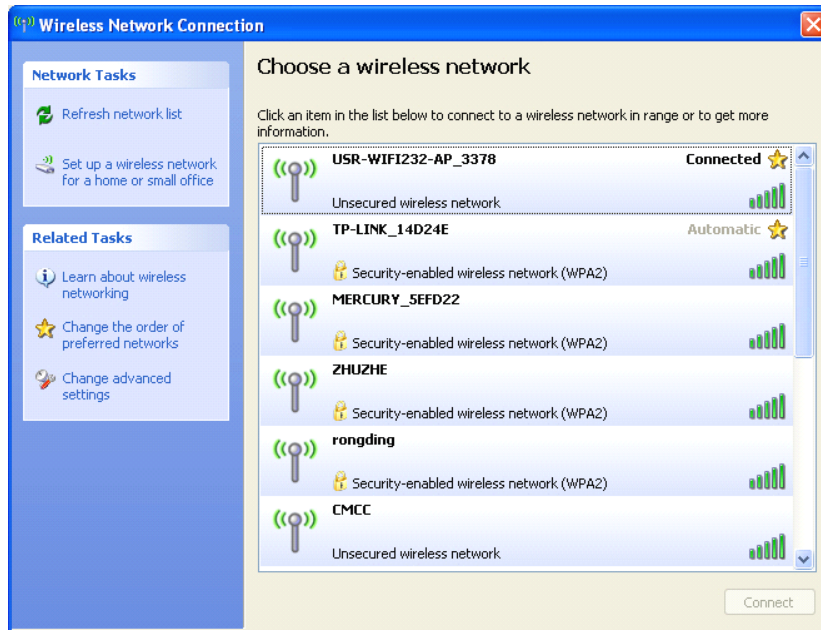 Wireless Network Connection
Network Tasks
Refresh network list
Set up a wireless network
for a home or small office
Related Tasks
Learn about wireless
networking
Change the order of
preferred networks
Change advanced
settings
Choose a wireless network
Click an item in the list below to connect to a wireless network in range or to get more
information.
USR-WIFI232-AP_3378 Connected
Unsecured wireless network
TP-LINK_14D24E Automatic
Security-enabled wireless network (WPA2)
MERCURY_5EFD22
Security-enabled wireless network (WPA2)
ZHUZHE
Security-enabled wireless network (WPA2)
rongding
Security-enabled wireless network (WPA2)
CMCC
Unsecured wireless network
Connect